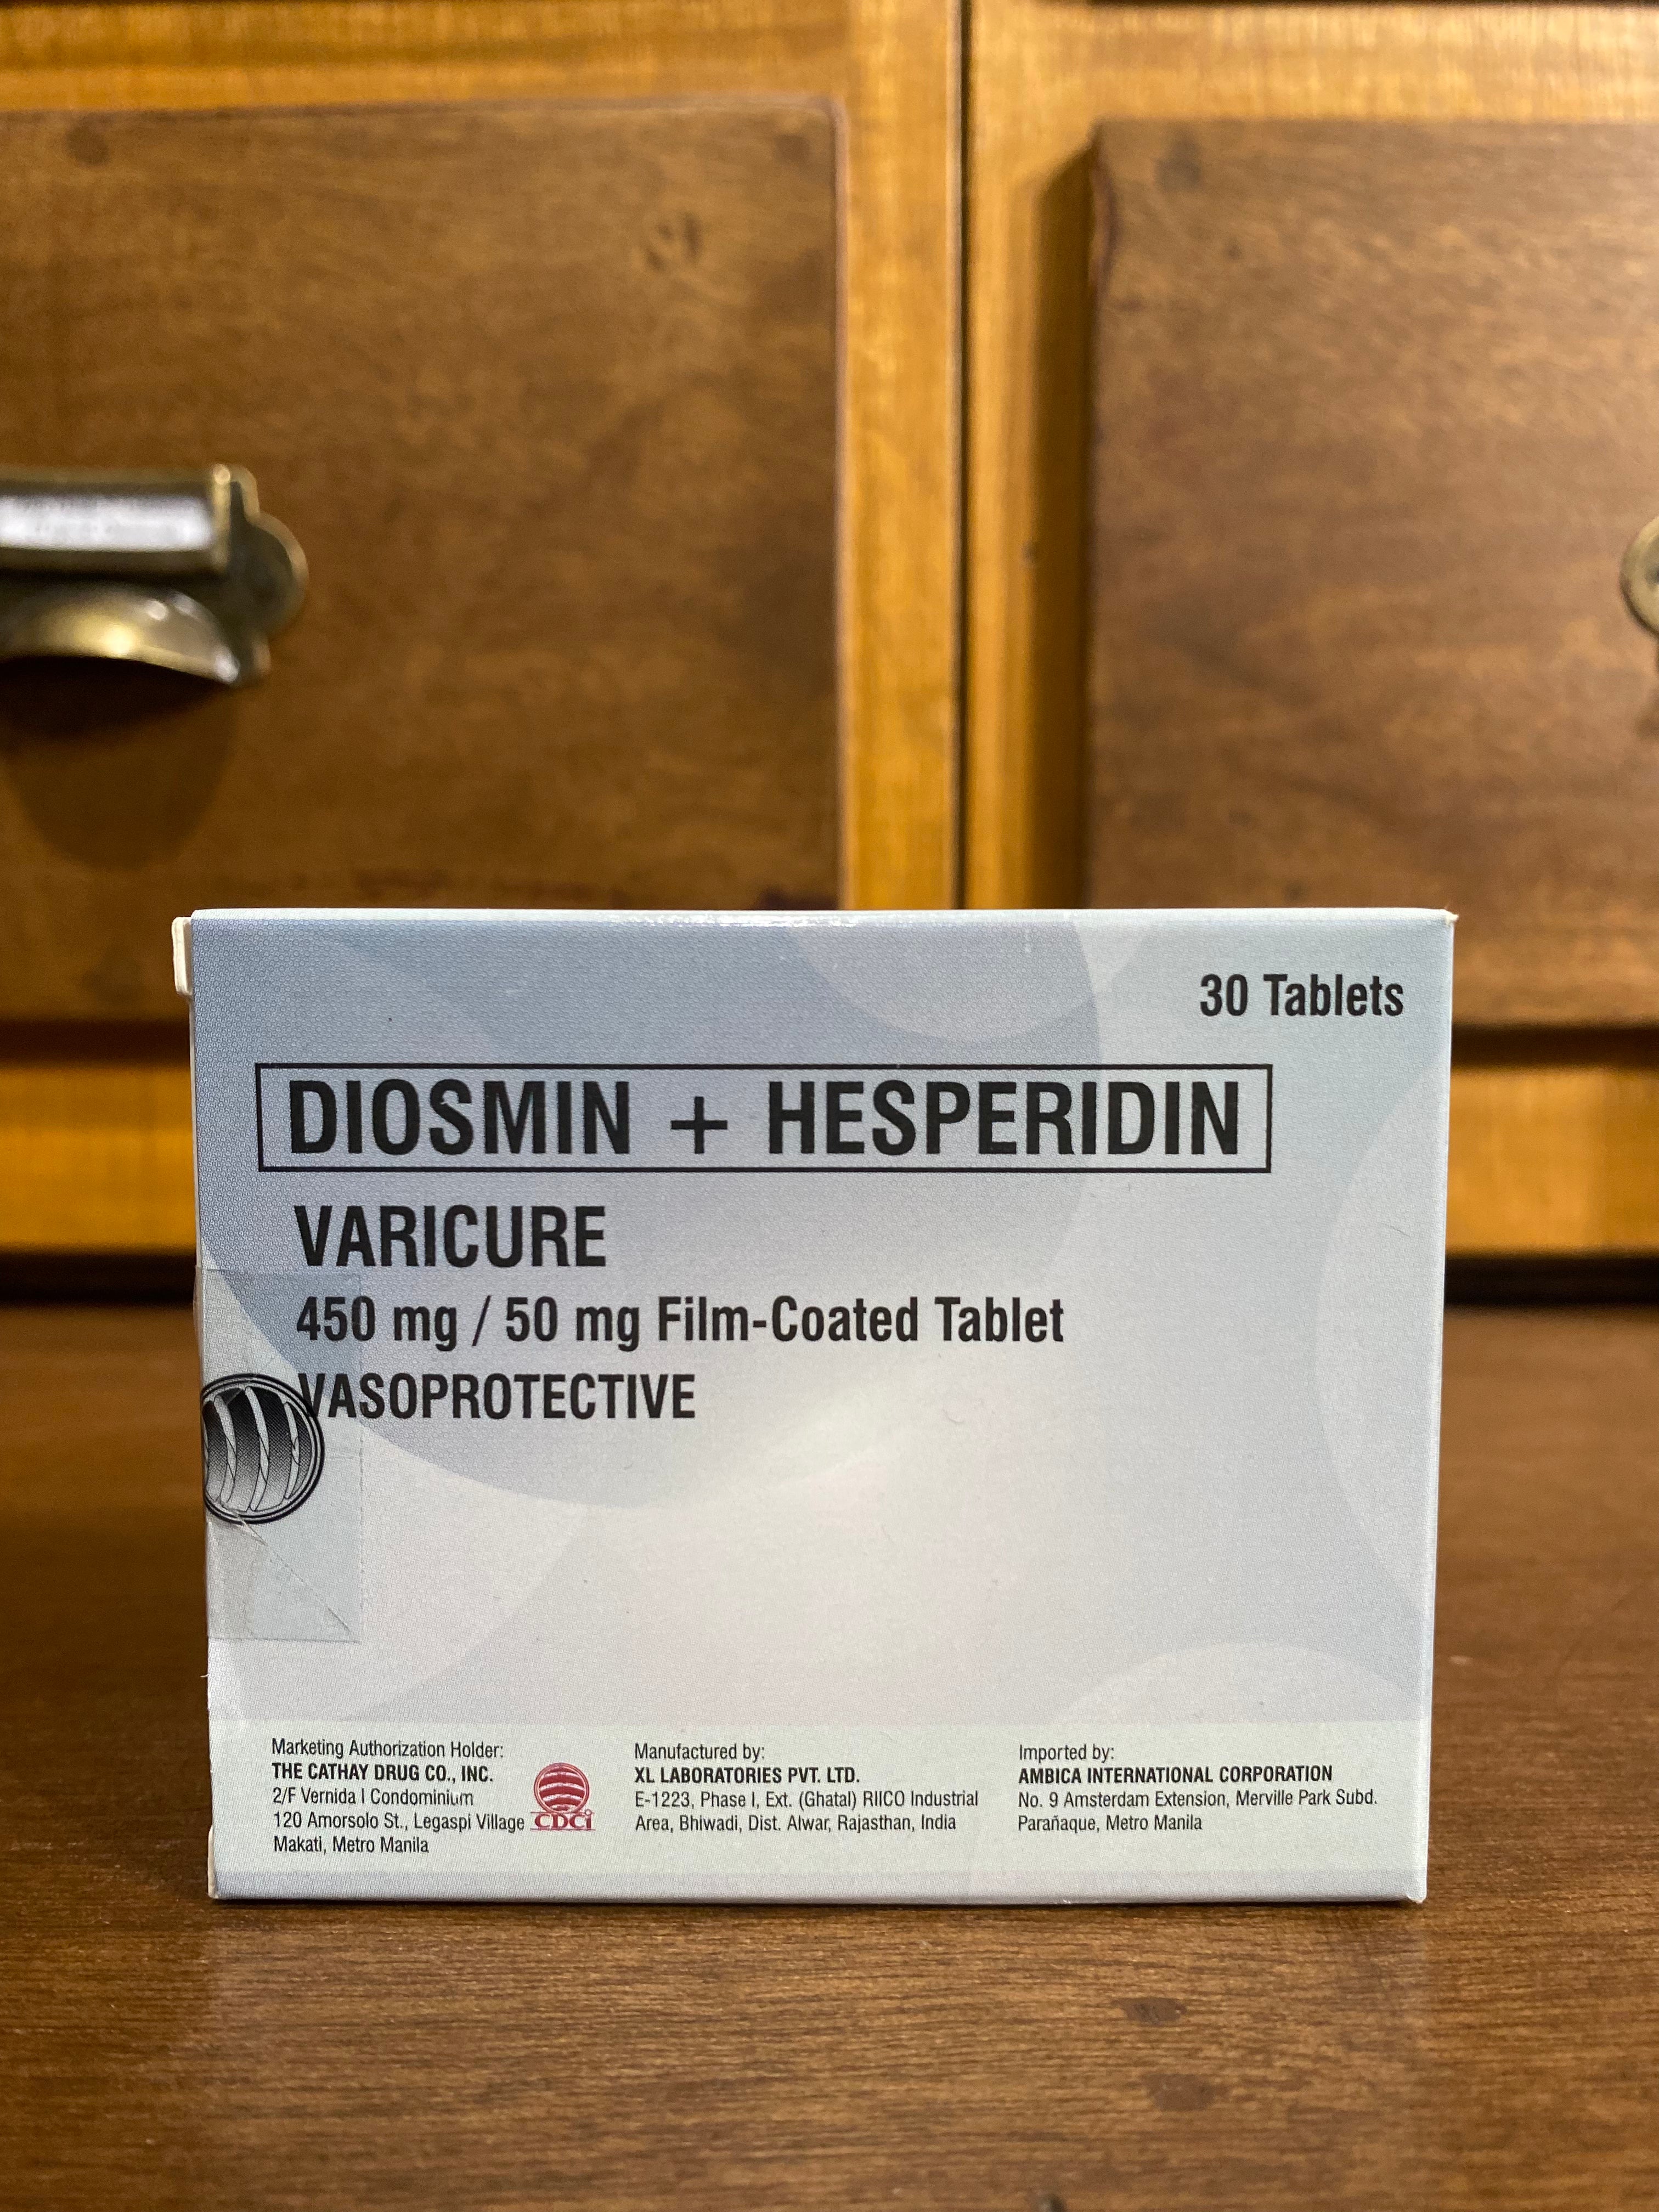 30 Tablets
DIOSMIN + HESPERIDIN
VARICURE
450 mg / 50 mg Film-Coated Tablet
VASOPROTECTIVE
Marketing Authorization Holder:
THE CATHAY DRUG CO., INC.
2/F Vernida I Condominium
120 Amorsolo St., Legaspi Village
Makati, Metro Manila
CDCi
Manufactured by:
XL LABORATORIES PVT. LTD.
E-1223, Phase I, Ext. (Ghatal) RIICO Industrial
Area, Bhiwadi, Dist. Alwar, Rajasthan, India
Imported by:
AMBICA INTERNATIONAL CORPORATION
No. 9 Amsterdam Extension, Merville Park Subd.
Parañaque, Metro Manila